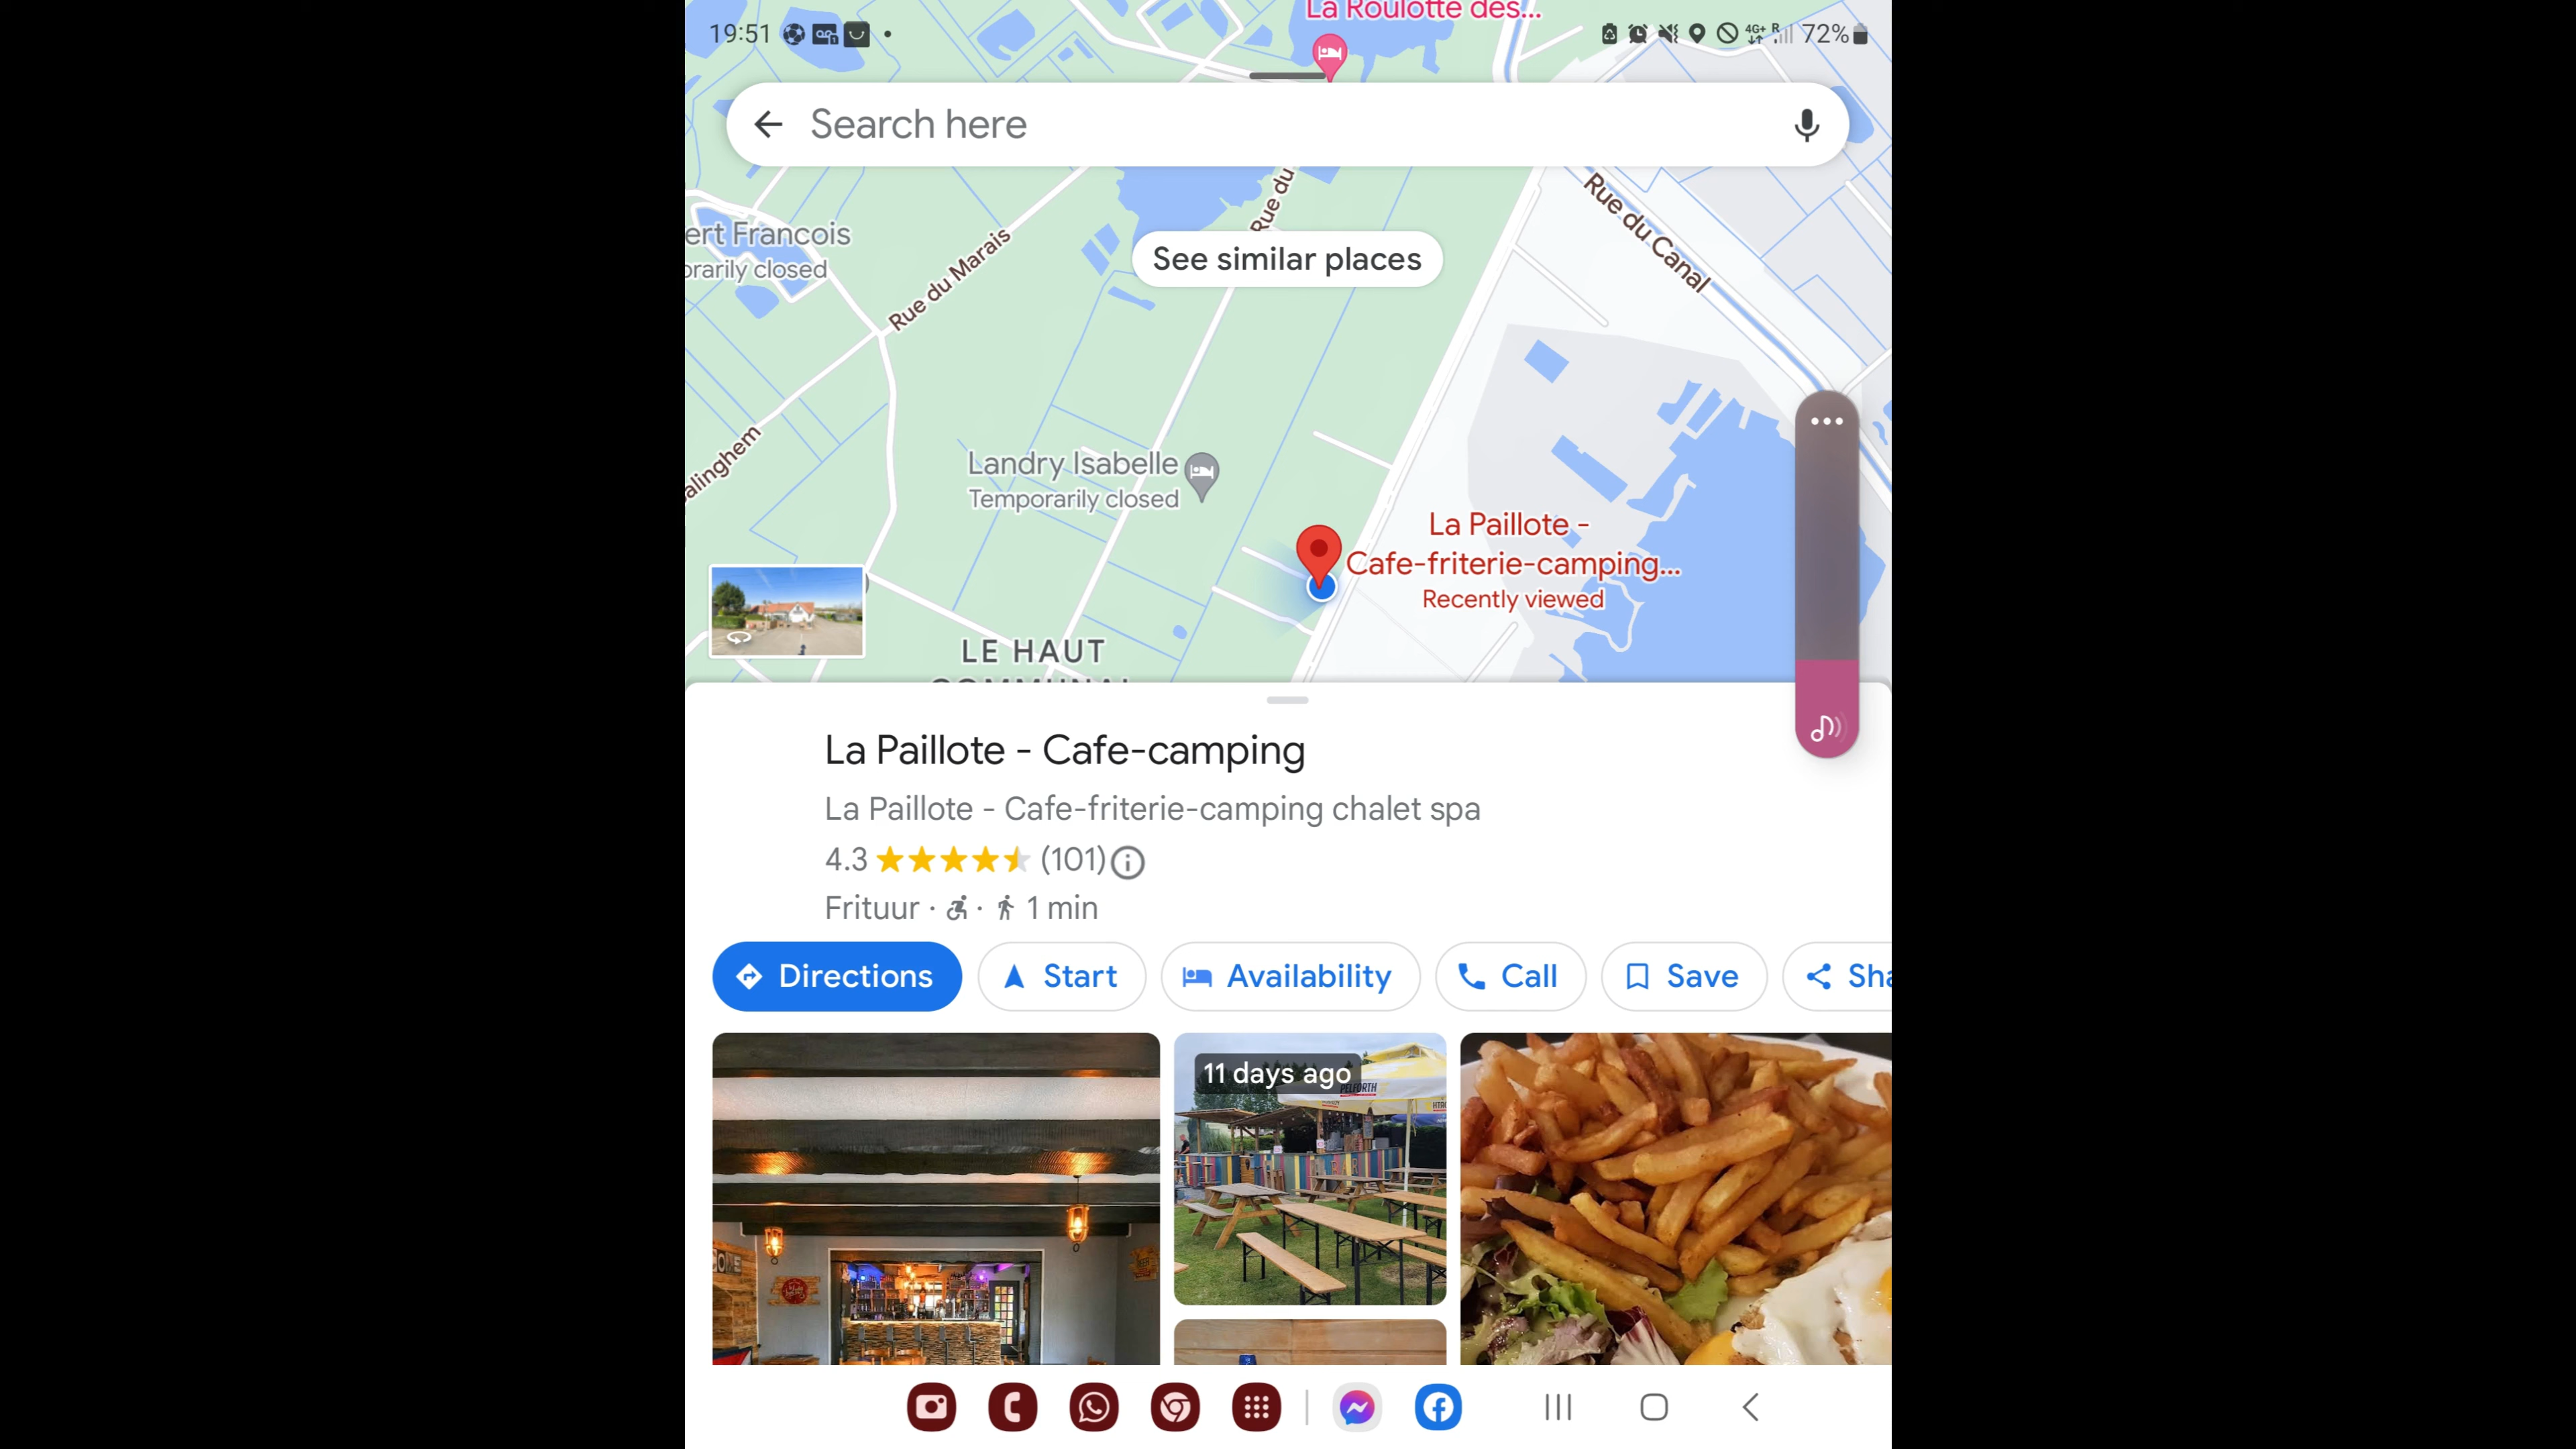 La Roulotte des...
19:51
4G+ R 72%
Search here
Rue du
Rue du Canal
ert Francois
orarily closed
Rue du Marais
See similar places
alinghem
Landry Isabelle
Temporarily closed
La Paillote -
Cafe-friterie-camping...
Recently viewed
LE HAUT
COMMUNAL
La Paillote - Cafe-camping
La Paillote - Cafe-friterie-camping chalet spa
4.3 (101)
Frituur · · 1 min
Directions Start Availability Call Save Sha
11 days ago
PELFORTH